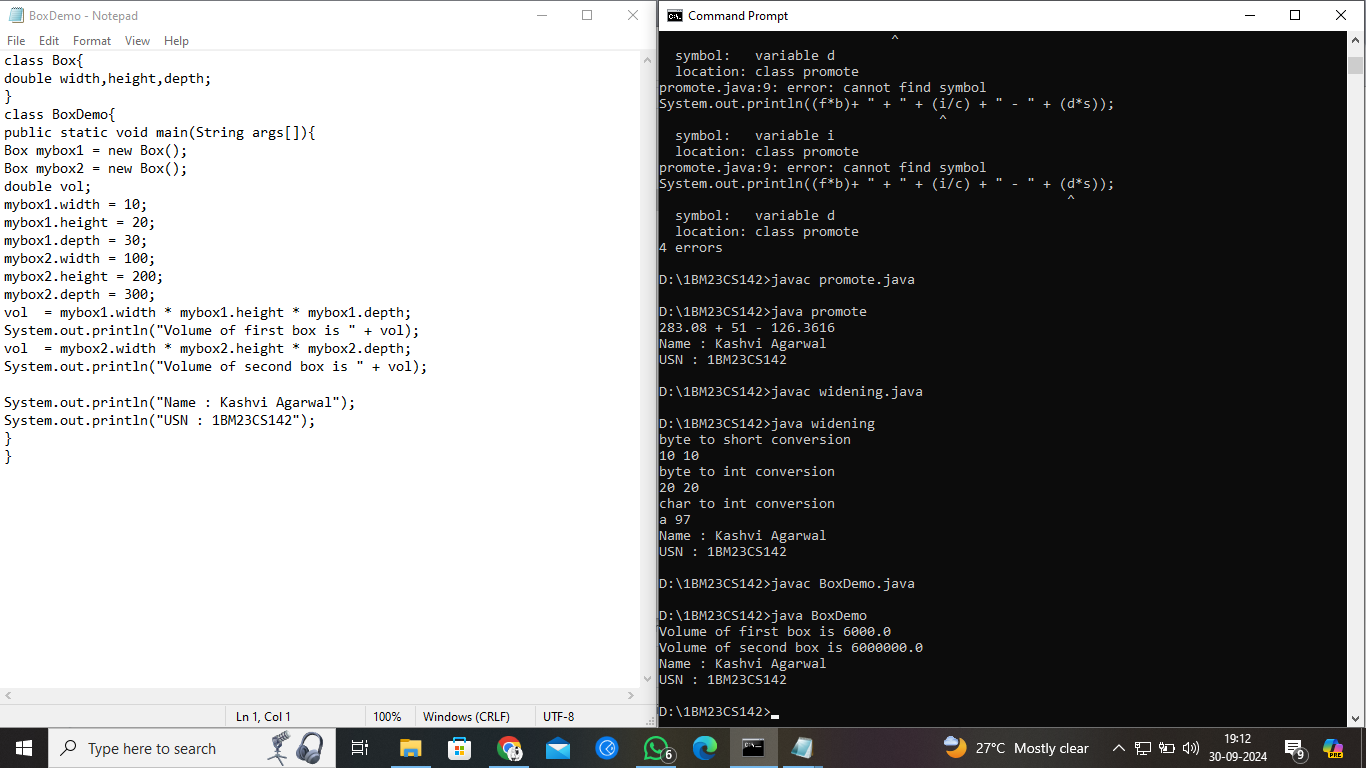 BoxDemo - Notepad
File Edit Format View Help
class Box{
double width,height,depth;
}
class BoxDemo{
public static void main(String args[]){
Box mybox1 = new Box();
Box mybox2 = new Box();
double vol;
mybox1.width = 10;
mybox1.height = 20;
mybox1.depth = 30;
mybox2.width = 100;
mybox2.height = 200;
mybox2.depth = 300;
vol  = mybox1.width * mybox1.height * mybox1.depth;
System.out.println("Volume of first box is " + vol);
vol  = mybox2.width * mybox2.height * mybox2.depth;
System.out.println("Volume of second box is " + vol);
System.out.println("Name : Kashvi Agarwal");
System.out.println("USN : 1BM23CS142");
}
}
Ln 1, Col 1 100% Windows (CRLF) UTF-8
Command Prompt
^
symbol:   variable d
location: class promote
promote.java:9: error: cannot find symbol
System.out.println((f*b)+ " + " + (i/c) + " - " + (d*s));
^
symbol:   variable i
location: class promote
promote.java:9: error: cannot find symbol
System.out.println((f*b)+ " + " + (i/c) + " - " + (d*s));
^
symbol:   variable d
location: class promote
4 errors
D:\1BM23CS142>javac promote.java
D:\1BM23CS142>java promote
283.08 + 51 - 126.3616
Name : Kashvi Agarwal
USN : 1BM23CS142
D:\1BM23CS142>javac widening.java
D:\1BM23CS142>java widening
byte to short conversion
10 10
byte to int conversion
20 20
char to int conversion
a 97
Name : Kashvi Agarwal
USN : 1BM23CS142
D:\1BM23CS142>javac BoxDemo.java
D:\1BM23CS142>java BoxDemo
Volume of first box is 6000.0
Volume of second box is 6000000.0
Name : Kashvi Agarwal
USN : 1BM23CS142
D:\1BM23CS142>
Type here to search
6
27°C Mostly clear
19:12
30-09-2024
9
PRE